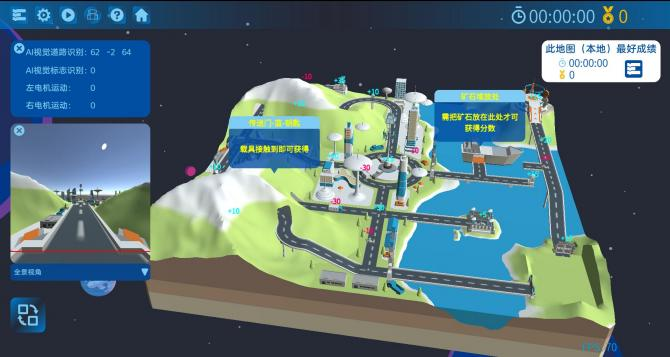 00:00:00 0
AI视觉道路识别: 62 -2 64
AI视觉标志识别: 0
左电机运动: 0
右电机运动: 0
此地图（本地）最好成绩
00:00:00
0
矿石堆放处
需把矿石放在此处才可
获得分数
传送门-蓝-钥匙
载具接触到即可获得
-10
+10
+10
-30
-30
+10
-30
全景视角